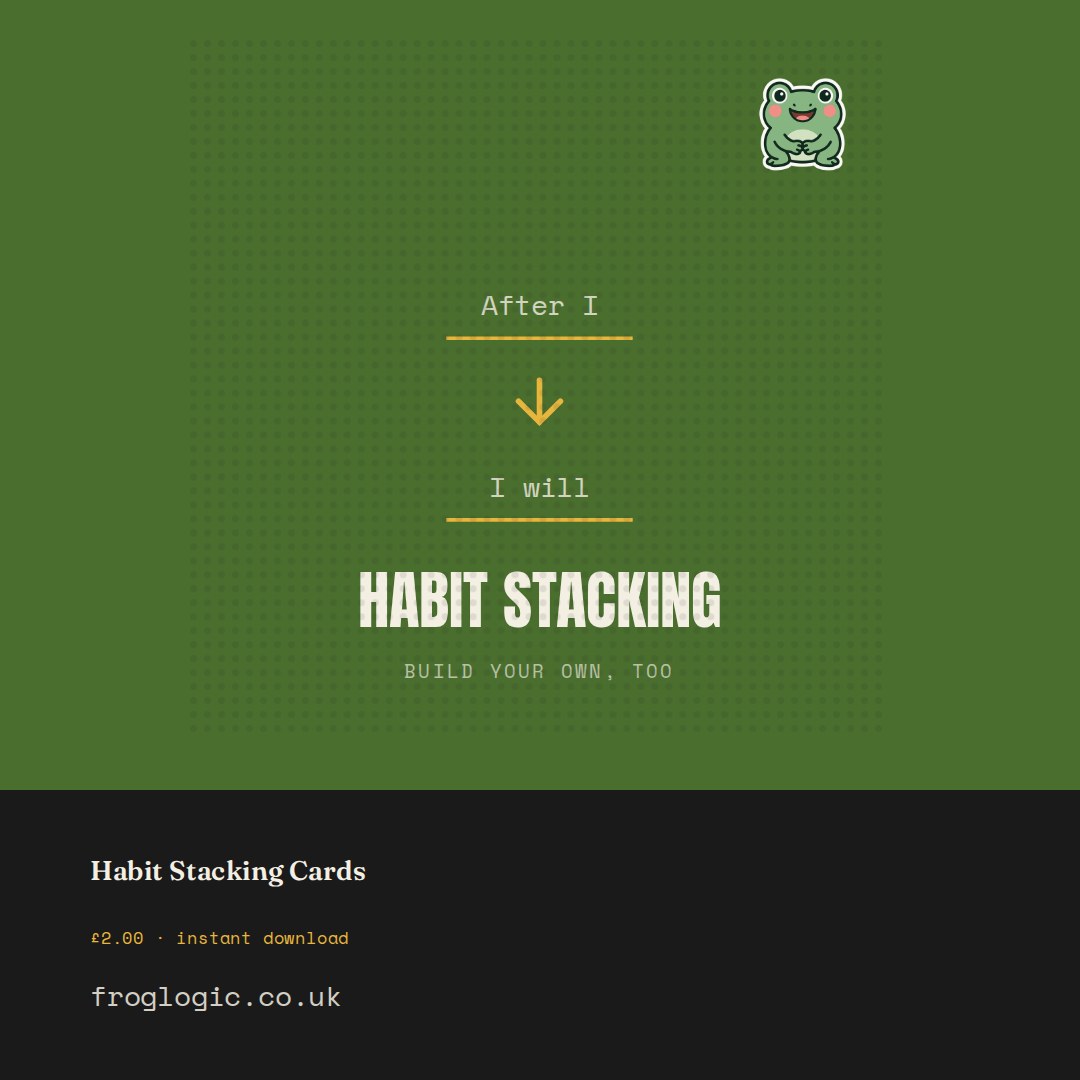 After I
I will
HABIT STACKING
BUILD YOUR OWN, TOO
Habit Stacking Cards
£2.00 · instant download
froglogic.co.uk